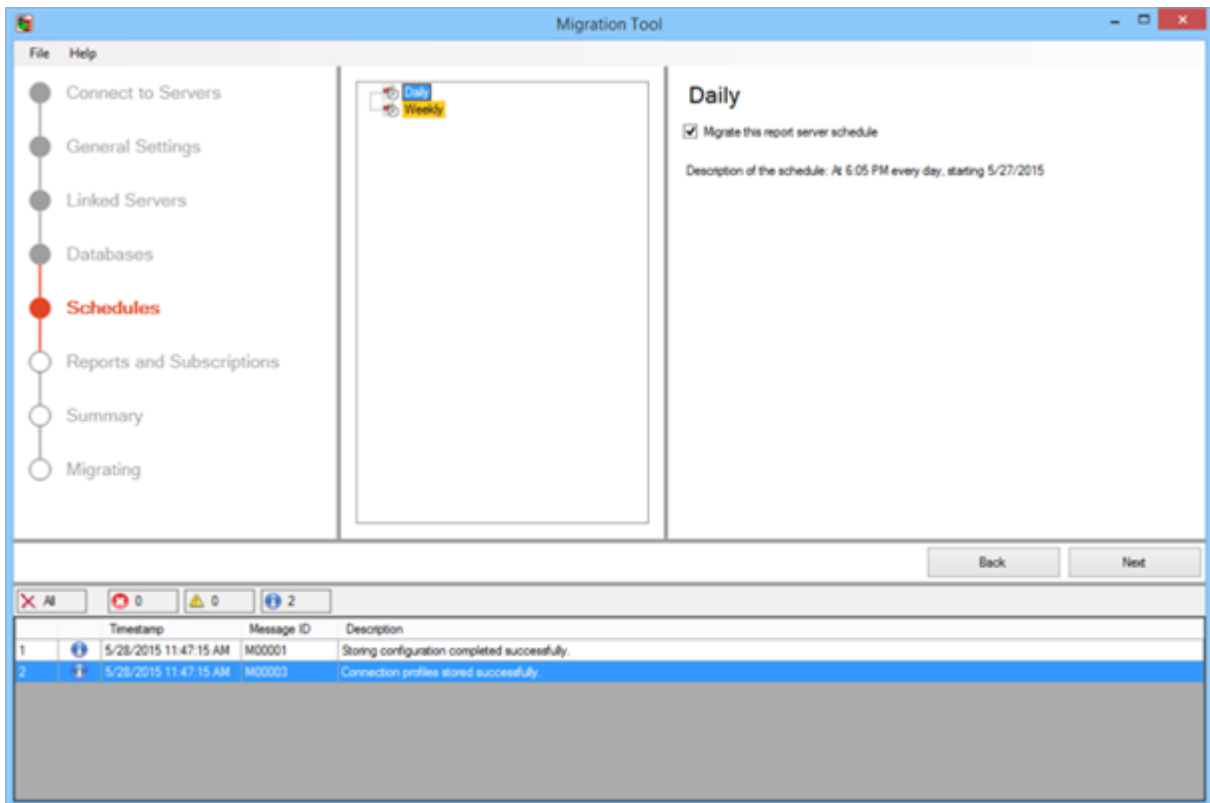 Migration Tool
File Help
Connect to Servers
General Settings
Linked Servers
Databases
Schedules
Reports and Subscriptions
Summary
Migrating
Daily
Weekly
Daily
Migrate this report server schedule
Description of the schedule: At 6:05 PM every day, starting 5/27/2015
Back Next
All 0 0 2
Timestamp Message ID Description
1 5/28/2015 11:47:15 AM M00001 Storing configuration completed successfully.
2 5/28/2015 11:47:15 AM M00003 Connection profiles stored successfully.